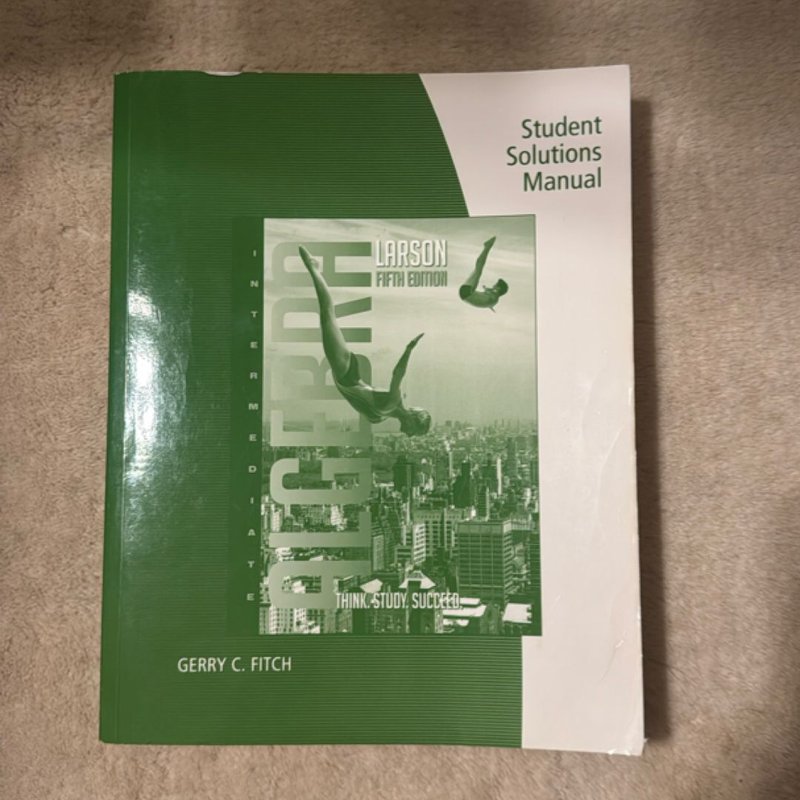 Student
Solutions
Manual
INTERMEDIATE
ALGEBRA
LARSON
FIFTH EDITION
THINK. STUDY. SUCCEED.
GERRY C. FITCH